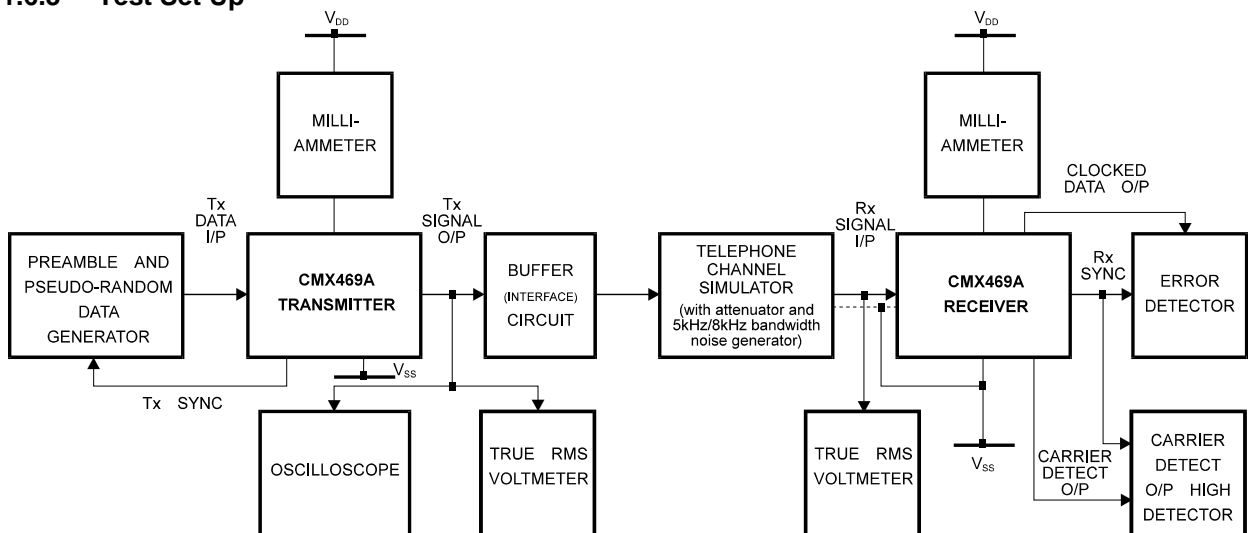 Test Set Up
VDD
VDD
MILLI-
AMMETER
MILLI-
AMMETER
CLOCKED
DATA O/P
Tx
DATA
I/P
Tx
SIGNAL
O/P
Rx
SIGNAL
I/P
PREAMBLE AND
PSEUDO-RANDOM
DATA
GENERATOR
CMX469A
TRANSMITTER
BUFFER
(INTERFACE)
CIRCUIT
TELEPHONE
CHANNEL
SIMULATOR
(with attenuator and
5kHz/8kHz bandwidth
noise generator)
CMX469A
RECEIVER
Rx
SYNC
ERROR
DETECTOR
VSS
Tx SYNC
OSCILLOSCOPE
TRUE RMS
VOLTMETER
TRUE RMS
VOLTMETER
VSS
CARRIER
DETECT
O/P
CARRIER
DETECT
O/P HIGH
DETECTOR